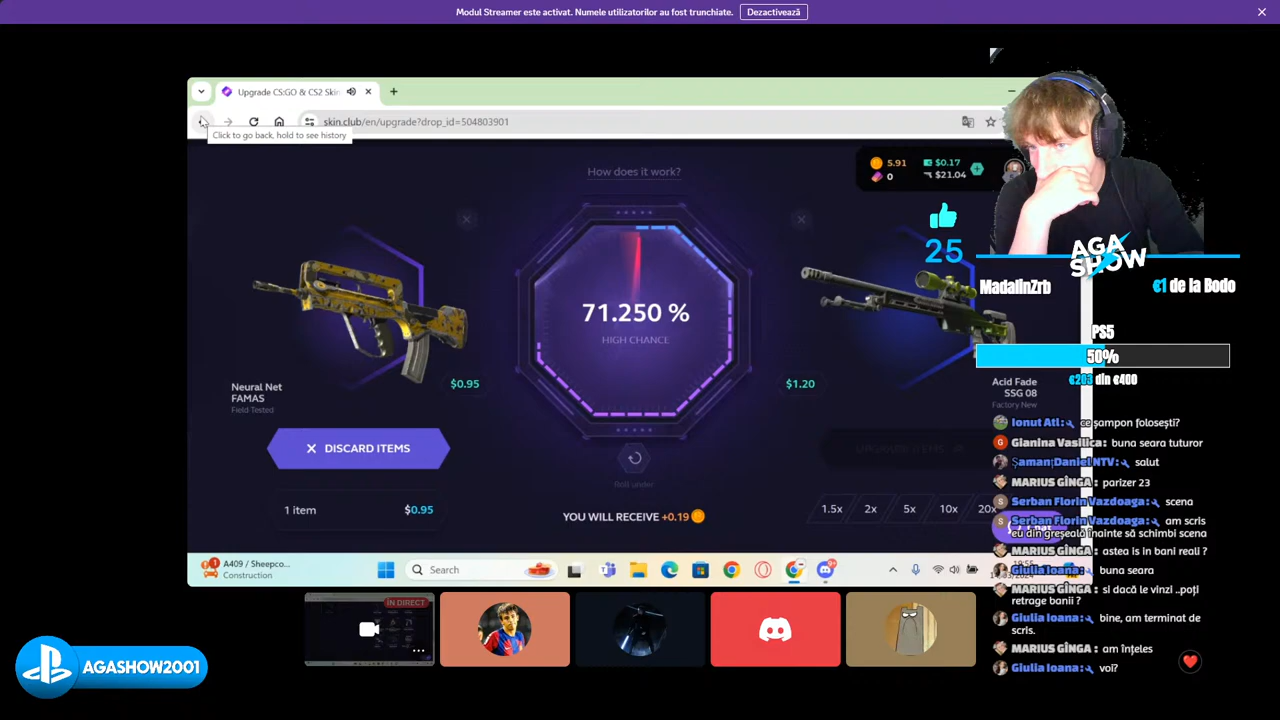 Modul Streamer este activat. Numele utilizatorilor au fost trunchiate. Dezactivează
Upgrade CS:GO & CS2 Skin
skin.club/en/upgrade?drop_id=504803901
Click to go back, hold to see history
How does it work?
5.91
$0.17
0
$21.04
71.250 %
HIGH CHANCE
Neural Net
FAMAS
Field Tested
$0.95
$1.20
Acid Fade
SSG 08
Factory New
DISCARD ITEMS
UPGRADE ITEMS
Roll under
1 item
$0.95
YOU WILL RECEIVE +0.19
1.5x
2x
5x
10x
20x
A409 / Sheepco...
Construction
Search
ÎN DIRECT
AGASHOW2001
25
AGA
SHOW
MadalinZrb
€1 de la Bodo
PS5
50%
€203 din €400
Ionut Ati: ce șampon folosești?
Gianina Vasilica: buna seara tuturor
Șaman Daniel NTV: salut
MARIUS GÎNGA: parizer 23
Serban Florin Vazdoaga: scena
Serban Florin Vazdoaga: am scris
eu din greșeală înainte să schimbi scena
MARIUS GÎNGA: astea is in bani reali ?
Giulia Ioana: buna seara
MARIUS GÎNGA: si dacă le vinzi ..poți
retrage banii ?
Giulia Ioana: bine, am terminat de
scris.
MARIUS GÎNGA: am înțeles
Giulia Ioana: voi?